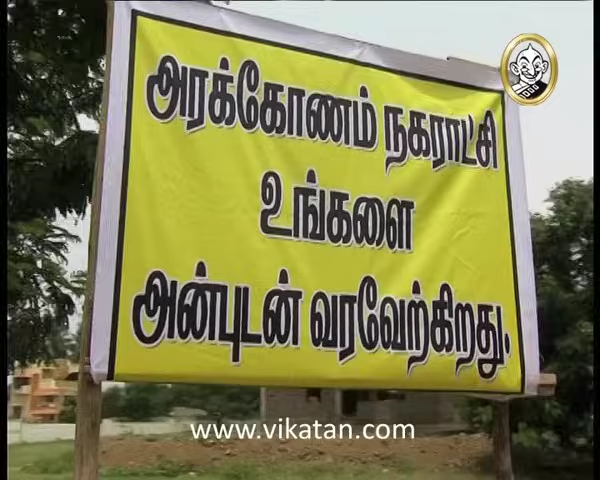 அரக்கோணம் நகராட்சி
உங்களை
அன்புடன் வரவேற்கிறது.
www.vikatan.com